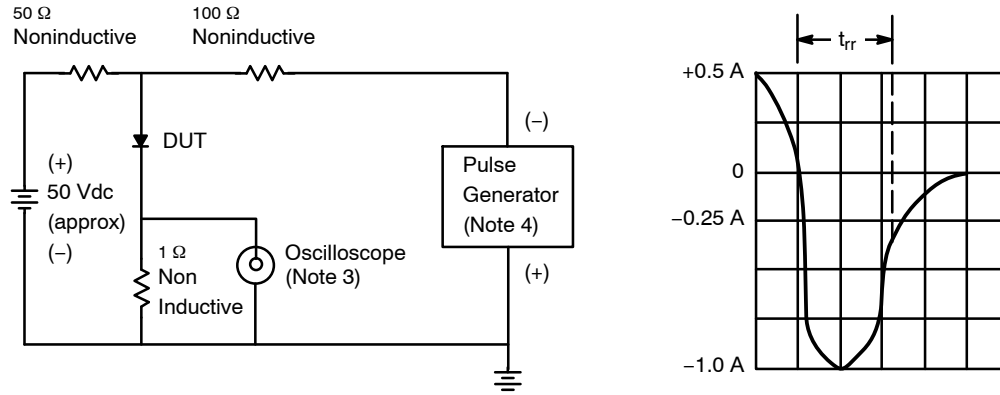 50 Ω
Noninductive
100 Ω
Noninductive
DUT
(+)
50 Vdc
(approx)
(−)
1 Ω
Non
Inductive
Oscilloscope
(Note 3)
(−)
Pulse
Generator
(Note 4)
(+)
trr
+0.5 A
0
−0.25 A
−1.0 A